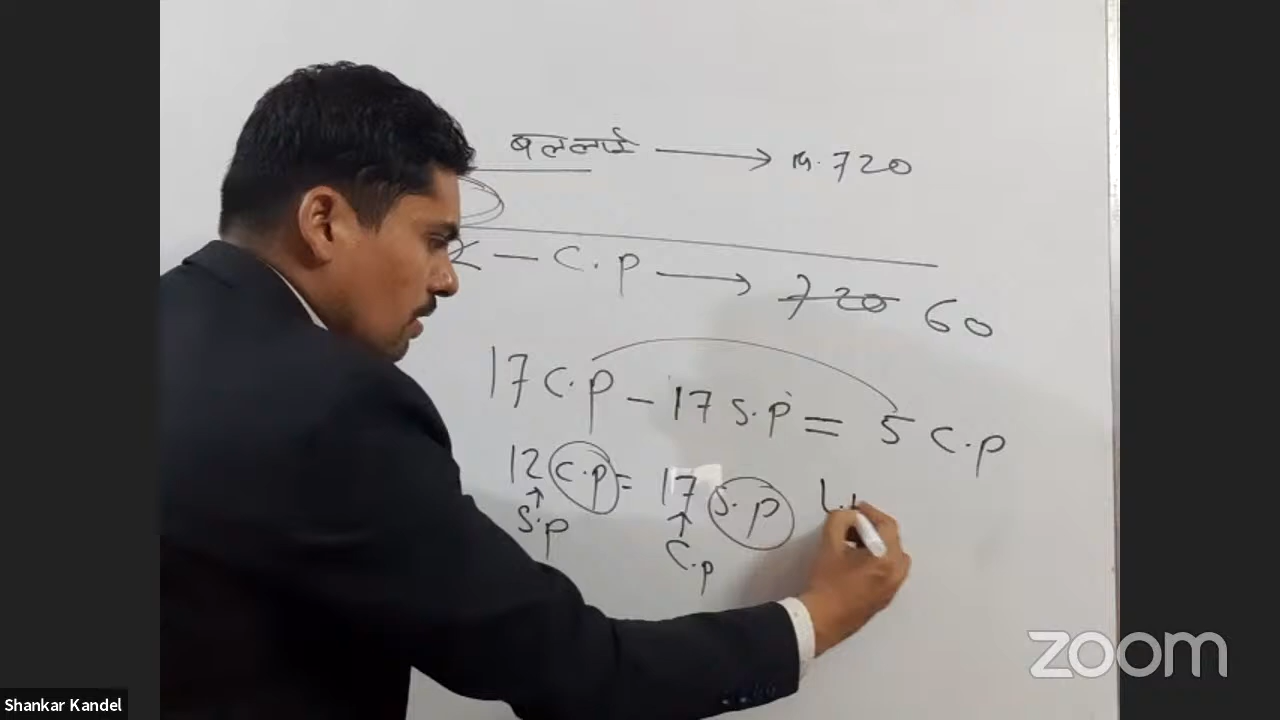 बललाई → रु. 720
– C.P → 720 60
17 C.P – 17 S.P = 5 C.P
12 C.P = 17 S.P L.
↑ ↑
S.P C.P
zoom
Shankar Kandel